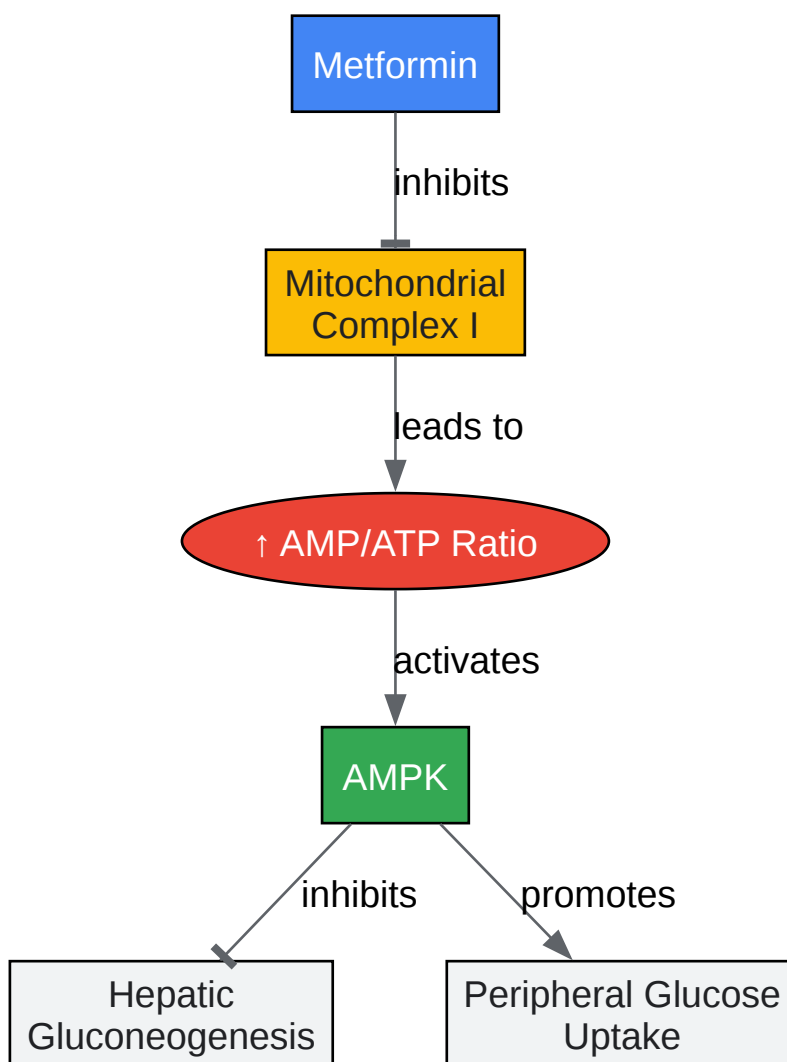 Metformin
inhibits
Mitochondrial
Complex I
leads to
↑ AMP/ATP Ratio
activates
AMPK
inhibits
promotes
Hepatic
Gluconeogenesis
Peripheral Glucose
Uptake